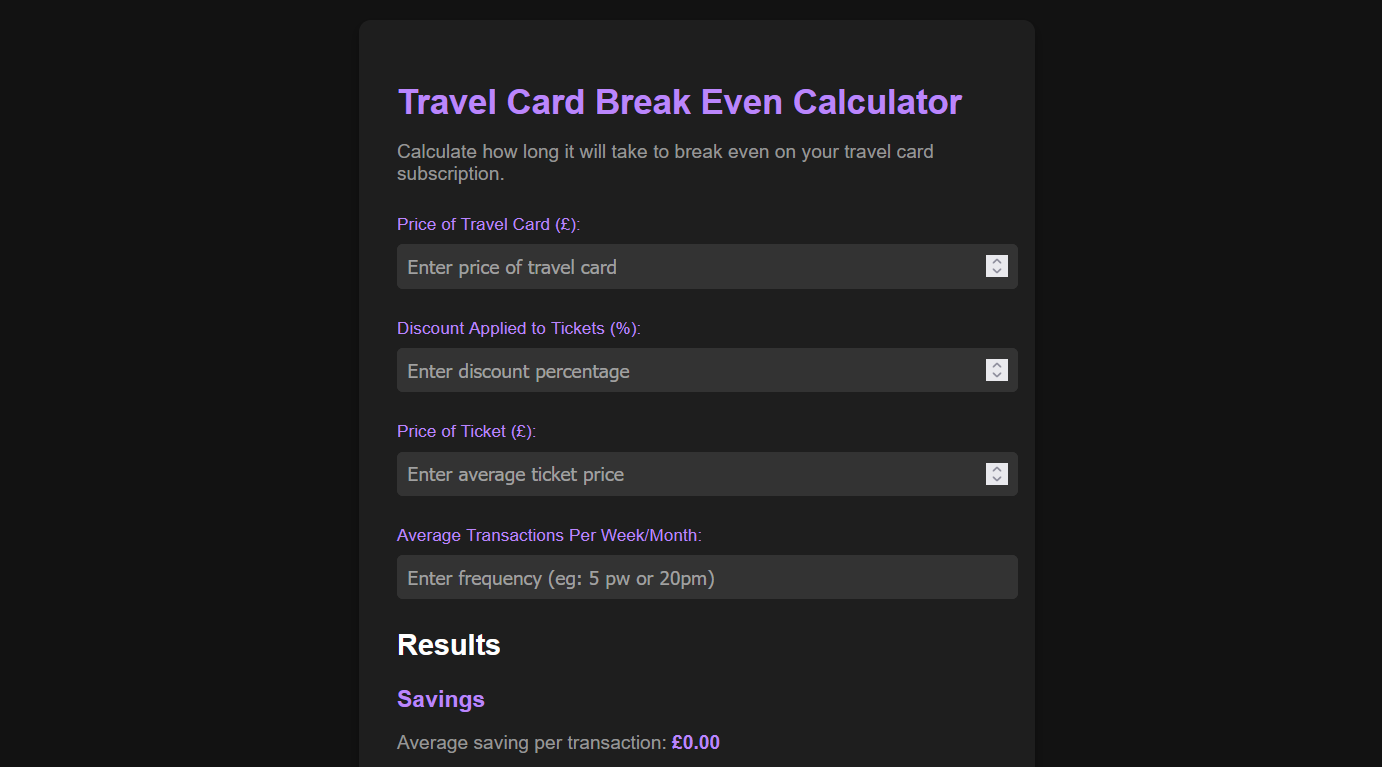 Travel Card Break Even Calculator
Calculate how long it will take to break even on your travel card
subscription.
Price of Travel Card (£):
Enter price of travel card
Discount Applied to Tickets (%):
Enter discount percentage
Price of Ticket (£):
Enter average ticket price
Average Transactions Per Week/Month:
Enter frequency (eg: 5 pw or 20pm)
Results
Savings
Average saving per transaction: £0.00